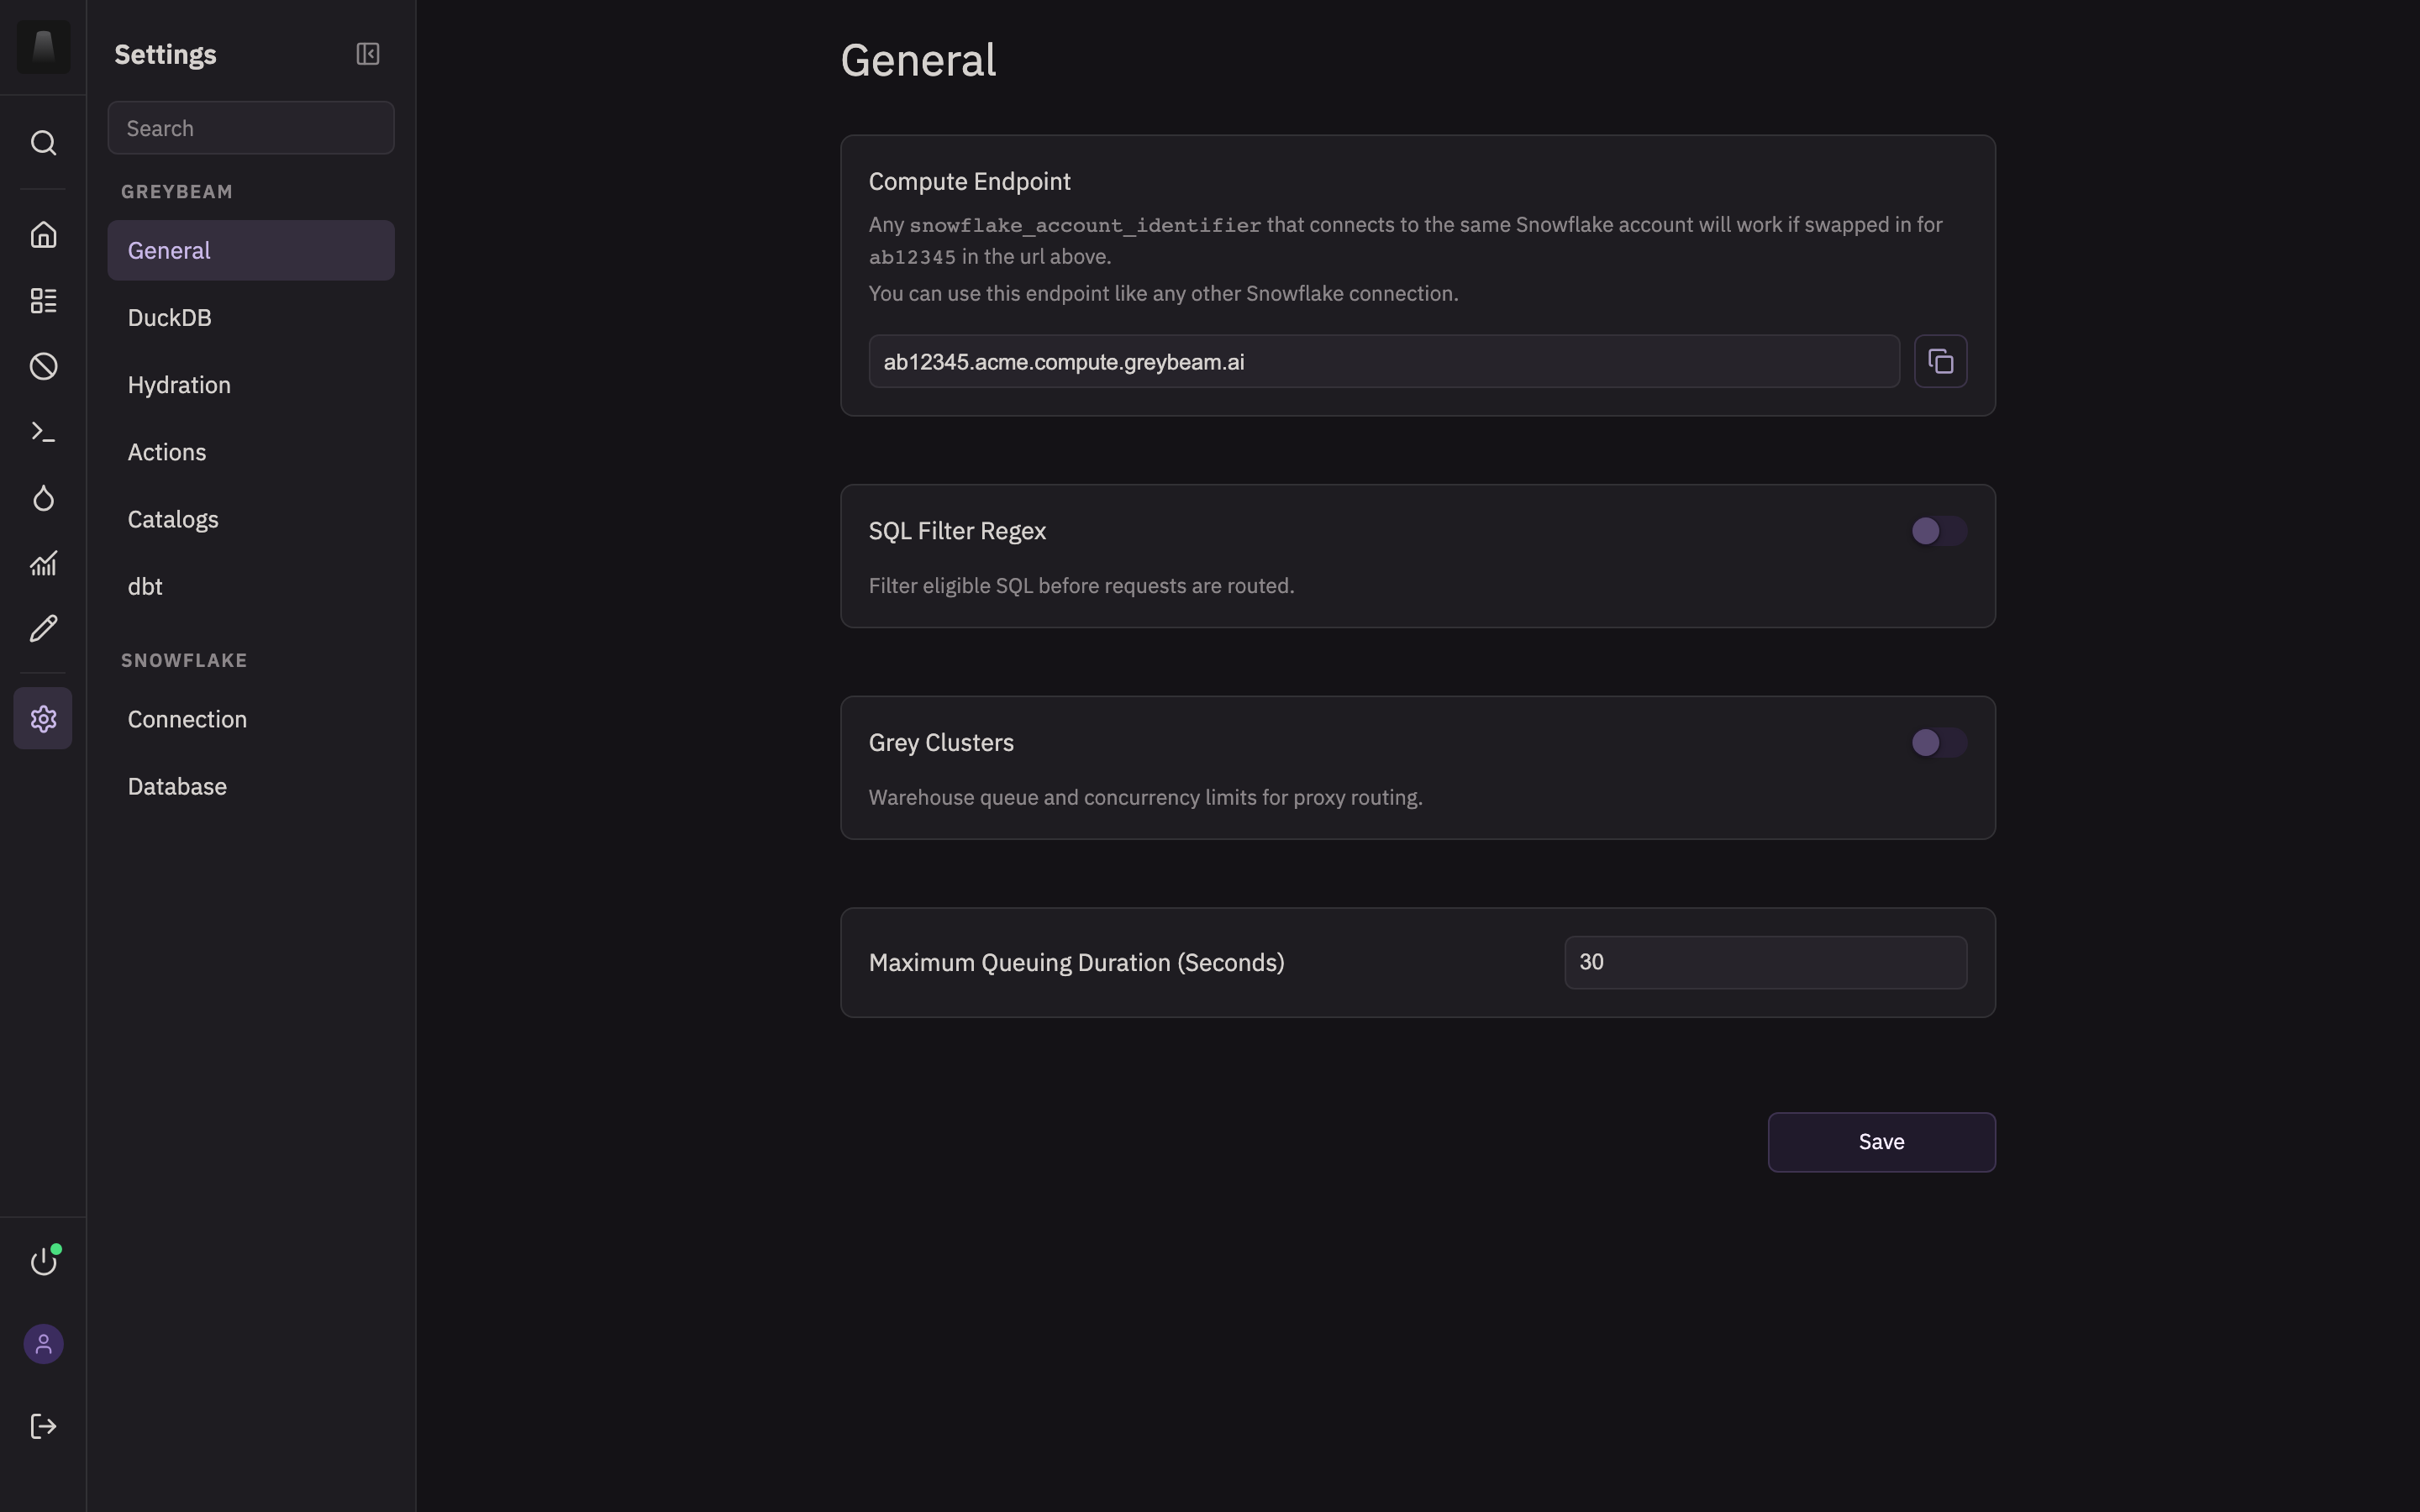 Settings
Search
GREYBEAM
General
DuckDB
Hydration
Actions
Catalogs
dbt
SNOWFLAKE
Connection
Database
General
Compute Endpoint
Any snowflake_account_identifier that connects to the same Snowflake account will work if swapped in for
ab12345 in the url above.
You can use this endpoint like any other Snowflake connection.
ab12345.acme.compute.greybeam.ai
SQL Filter Regex
Filter eligible SQL before requests are routed.
Grey Clusters
Warehouse queue and concurrency limits for proxy routing.
Maximum Queuing Duration (Seconds)
30
Save